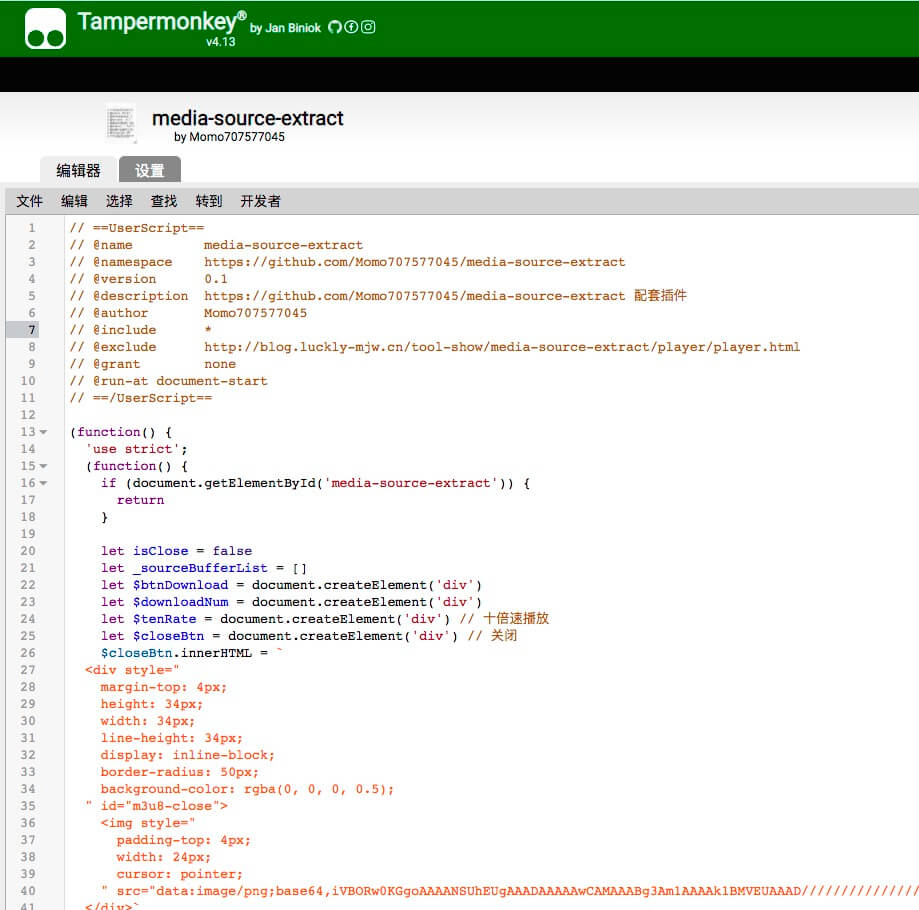 Tampermonkey® by Jan Biniok
v4.13
media-source-extract
by Momo707577045
编辑器 设置
文件 编辑 选择 查找 转到 开发者
1 // ==UserScript==
2 // @name media-source-extract
3 // @namespace https://github.com/Momo707577045/media-source-extract
4 // @version 0.1
5 // @description https://github.com/Momo707577045/media-source-extract 配套插件
6 // @author Momo707577045
7 // @include *
8 // @exclude http://blog.luckly-mjw.cn/tool-show/media-source-extract/player/player.html
9 // @grant none
10 // @run-at document-start
11 // ==/UserScript==
12
13 (function() {
14 'use strict';
15 (function() {
16 if (document.getElementById('media-source-extract')) {
17 return
18 }
19
20 let isClose = false
21 let _sourceBufferList = []
22 let $btnDownload = document.createElement('div')
23 let $downloadNum = document.createElement('div')
24 let $tenRate = document.createElement('div') // 十倍速播放
25 let $closeBtn = document.createElement('div') // 关闭
26 $closeBtn.innerHTML = `
27 <div style="
28 margin-top: 4px;
29 height: 34px;
30 width: 34px;
31 line-height: 34px;
32 display: inline-block;
33 border-radius: 50px;
34 background-color: rgba(0, 0, 0, 0.5);
35 " id="m3u8-close">
36 <img style="
37 padding-top: 4px;
38 width: 24px;
39 cursor: pointer;
40 " src="data:image/png;base64,iVBORw0KGgoAAAANSUhEUgAAADAAAAAwCAMAAABg3Am1AAAAk1BMVEUAAAD///////////////
41 </div>`